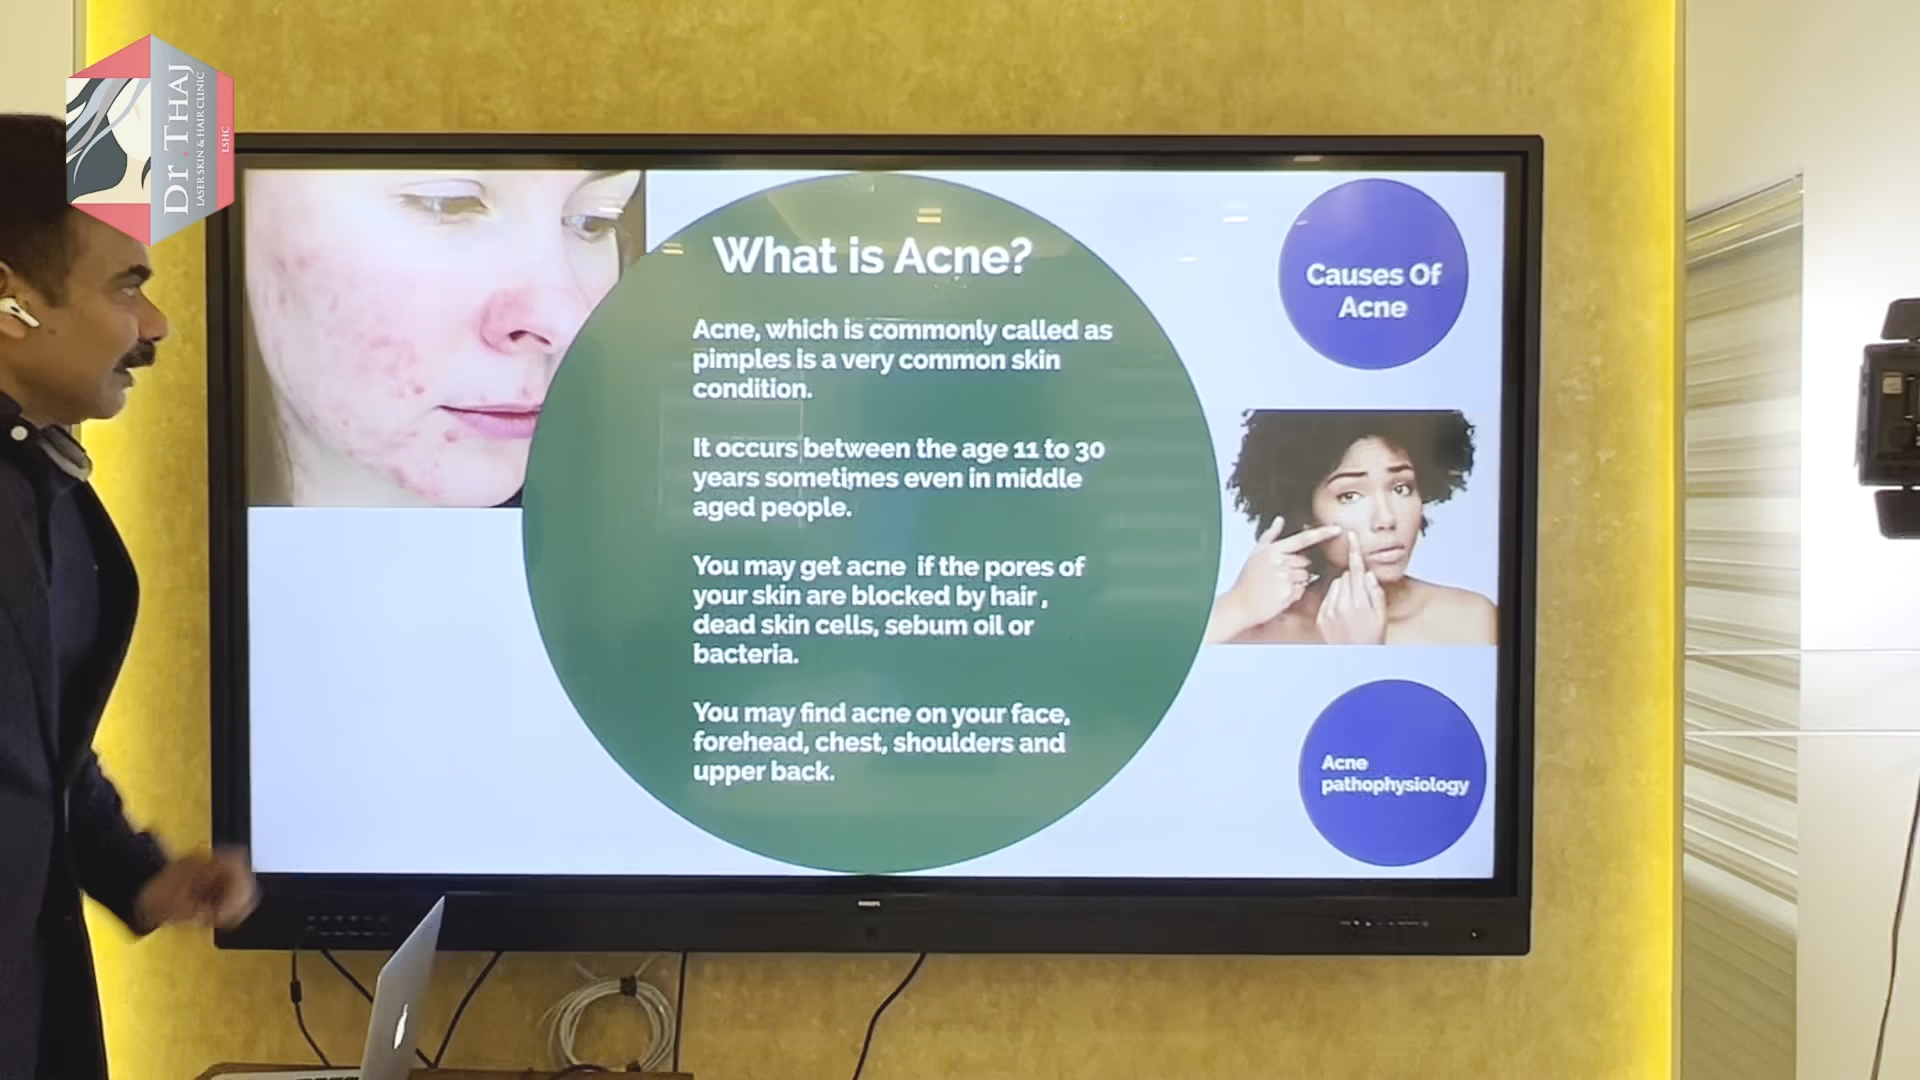 Dr. THAJ
LASER SKIN & HAIR CLINIC
LSHC
What is Acne?
Acne, which is commonly called as
pimples is a very common skin
condition.
It occurs between the age 11 to 30
years sometimes even in middle
aged people.
You may get acne if the pores of
your skin are blocked by hair ,
dead skin cells, sebum oil or
bacteria.
You may find acne on your face,
forehead, chest, shoulders and
upper back.
Causes Of
Acne
Acne
pathophysiology
PHILIPS